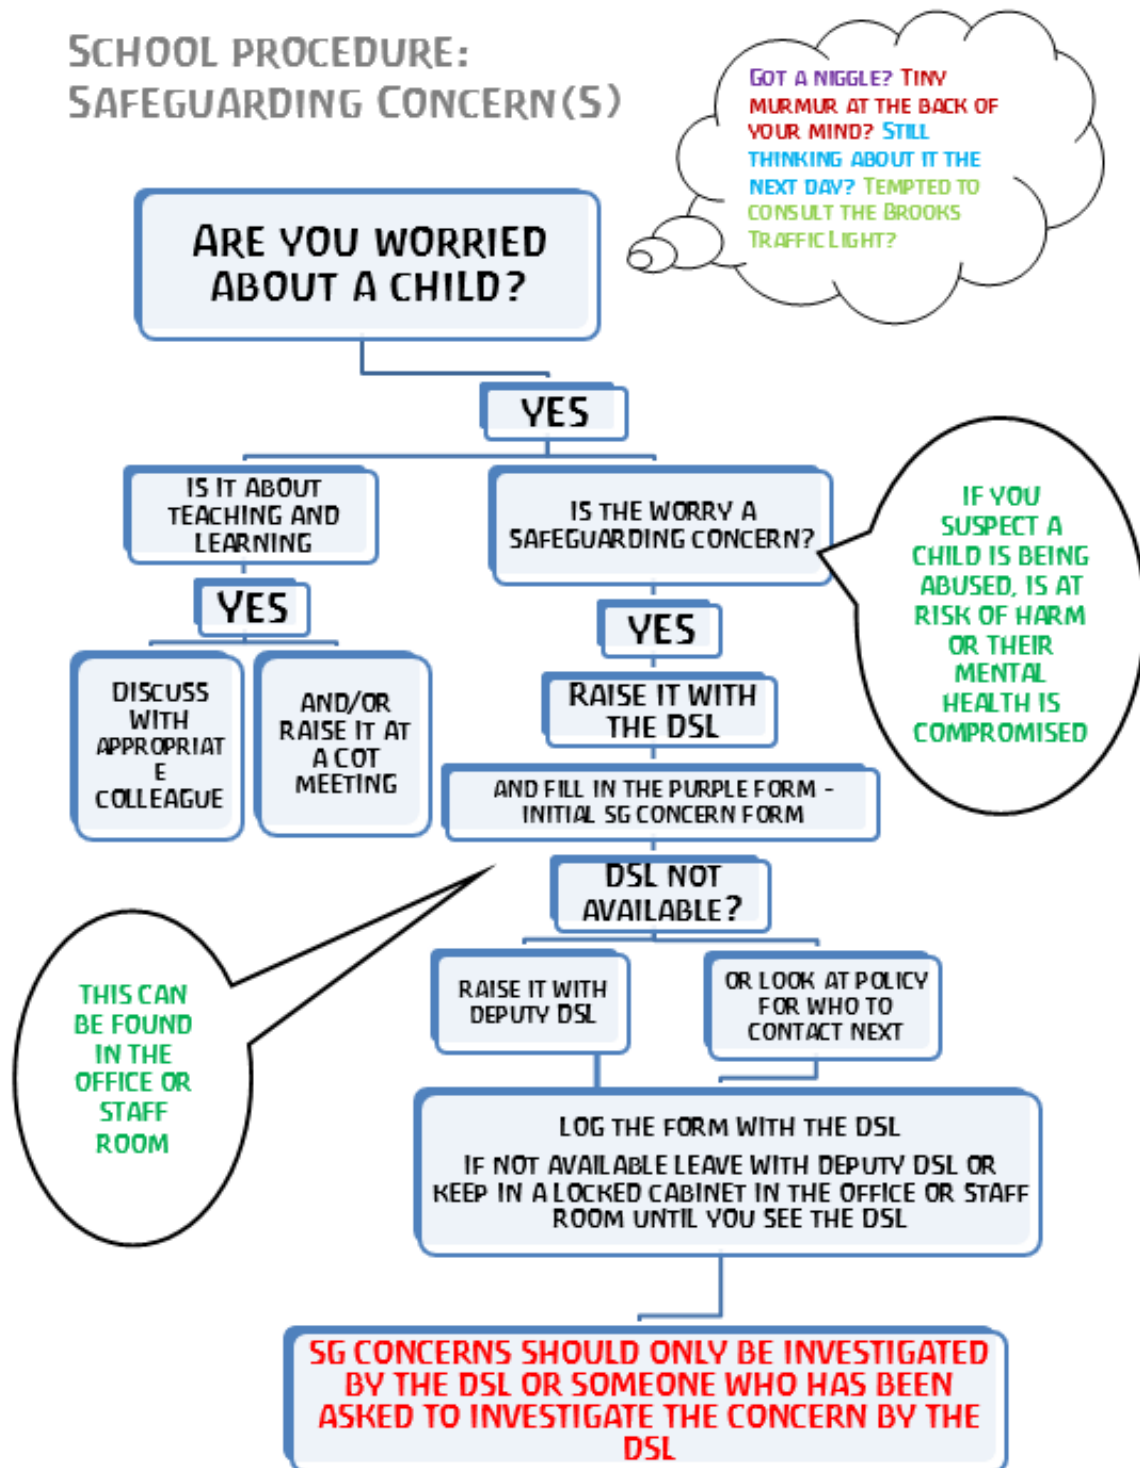 School procedure:
Safeguarding Concern(s)
Got a niggle? Tiny
murmur at the back of
your mind? Still
thinking about it the
next day? Tempted to
consult the Brooks
Traffic Light?
Are you worried
about a child?
YES
Is it about
teaching and
learning
Yes
Discuss
with
appropriat
e
colleague
And/or
raise it at
a COT
meeting
Is the worry a
safeguarding concern?
IF YOU
SUSPECT A
CHILD IS BEING
ABUSED, IS AT
RISK OF HARM
OR THEIR
MENTAL
HEALTH IS
COMPROMISED
YES
Raise it with
the DSL
And fill in the purple form –
initial SG concern form
THIS CAN
BE FOUND
IN THE
OFFICE OR
STAFF
ROOM
DSL not
available?
Raise it with
Deputy DSL
Or look at policy
for who to
contact next
Log the form with the DSL
If not available leave with Deputy DSL or
keep in a locked cabinet in the office or staff
room until you see the DSL
SG CONCERNS SHOULD ONLY BE INVESTIGATED
BY THE DSL OR SOMEONE WHO HAS BEEN
ASKED TO INVESTIGATE THE CONCERN BY THE
DSL